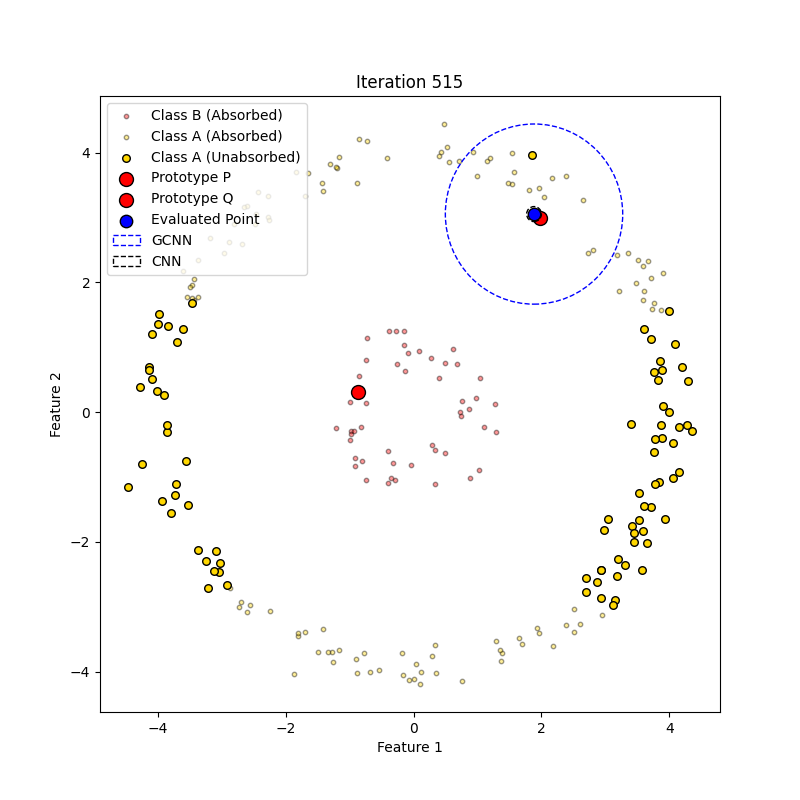 Iteration 515
Class B (Absorbed)
Class A (Absorbed)
Class A (Unabsorbed)
Prototype P
Prototype Q
Evaluated Point
GCNN
CNN
4
2
0
−2
−4
Feature 2
−4
−2
0
2
4
Feature 1